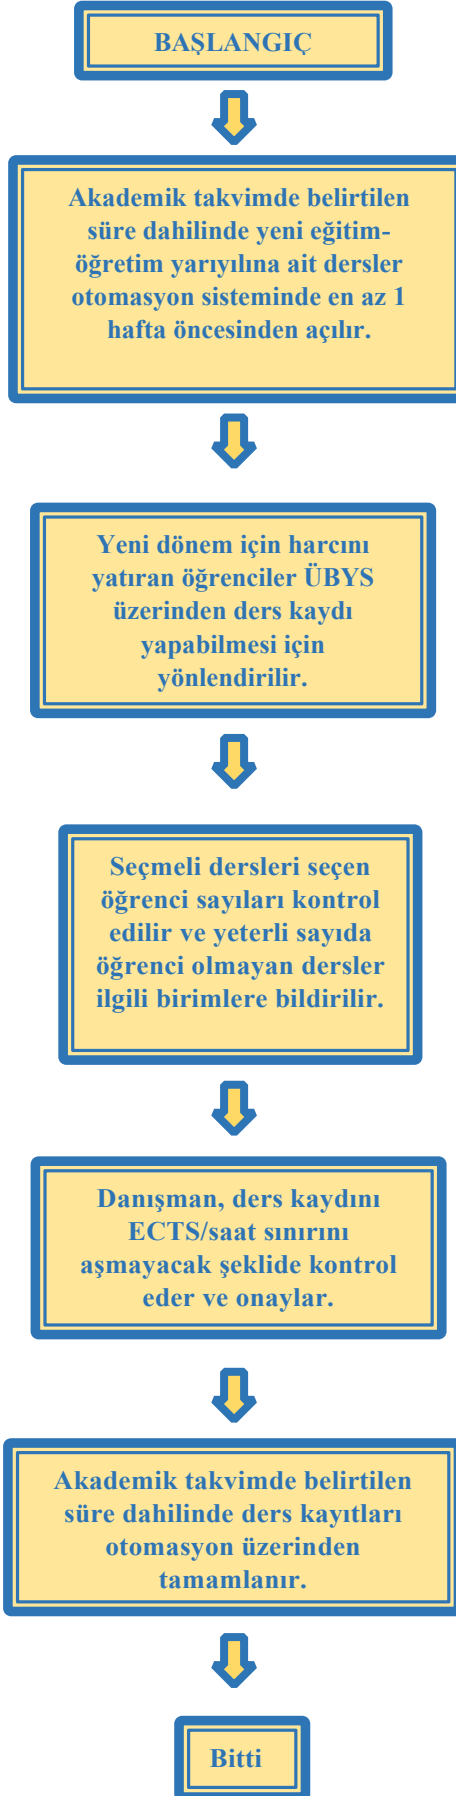 BAŞLANGIÇ
Akademik takvimde belirtilen
süre dahilinde yeni eğitim-
öğretim yarıyılına ait dersler
otomasyon sisteminde en az 1
hafta öncesinden açılır.
Yeni dönem için harcını
yatıran öğrenciler ÜBYS
üzerinden ders kaydı
yapabilmesi için
yönlendirilir.
Seçmeli dersleri seçen
öğrenci sayıları kontrol
edilir ve yeterli sayıda
öğrenci olmayan dersler
ilgili birimlere bildirilir.
Danışman, ders kaydını
ECTS/saat sınırını
aşmayacak şeklide kontrol
eder ve onaylar.
Akademik takvimde belirtilen
süre dahilinde ders kayıtları
otomasyon üzerinden
tamamlanır.
Bitti